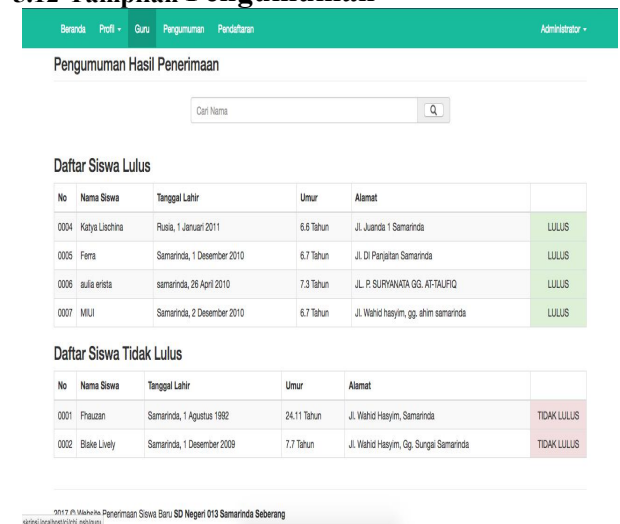 Tampilan Pengumuman
Beranda Profil Guru Pengumuman Pendaftaran Administrator
Pengumuman Hasil Penerimaan
Cari Nama
Daftar Siswa Lulus
No Nama Siswa Tanggal Lahir Umur Alamat
0004 Katya Lischina Rusia, 1 Januari 2011 6.6 Tahun Jl. Juanda 1 Samarinda LULUS
0005 Ferra Samarinda, 1 Desember 2010 6.7 Tahun Jl. DI Panjaitan Samarinda LULUS
0006 aulia erista samarinda, 26 April 2010 7.3 Tahun JL. P. SURYANATA GG. AT-TAUFIQ LULUS
0007 MIUI Samarinda, 2 Desember 2010 6.7 Tahun Jl. Wahid hasyim, gg. ahim samarinda LULUS
Daftar Siswa Tidak Lulus
No Nama Siswa Tanggal Lahir Umur Alamat
0001 Fhauzan Samarinda, 1 Agustus 1992 24.11 Tahun Jl. Wahid Hasyim, Samarinda TIDAK LULUS
0002 Blake Lively Samarinda, 1 Desember 2009 7.7 Tahun Jl. Wahid Hasyim, Gg. Sungai Samarinda TIDAK LULUS
2017 © Website Penerimaan Siswa Baru SD Negeri 013 Samarinda Seberang